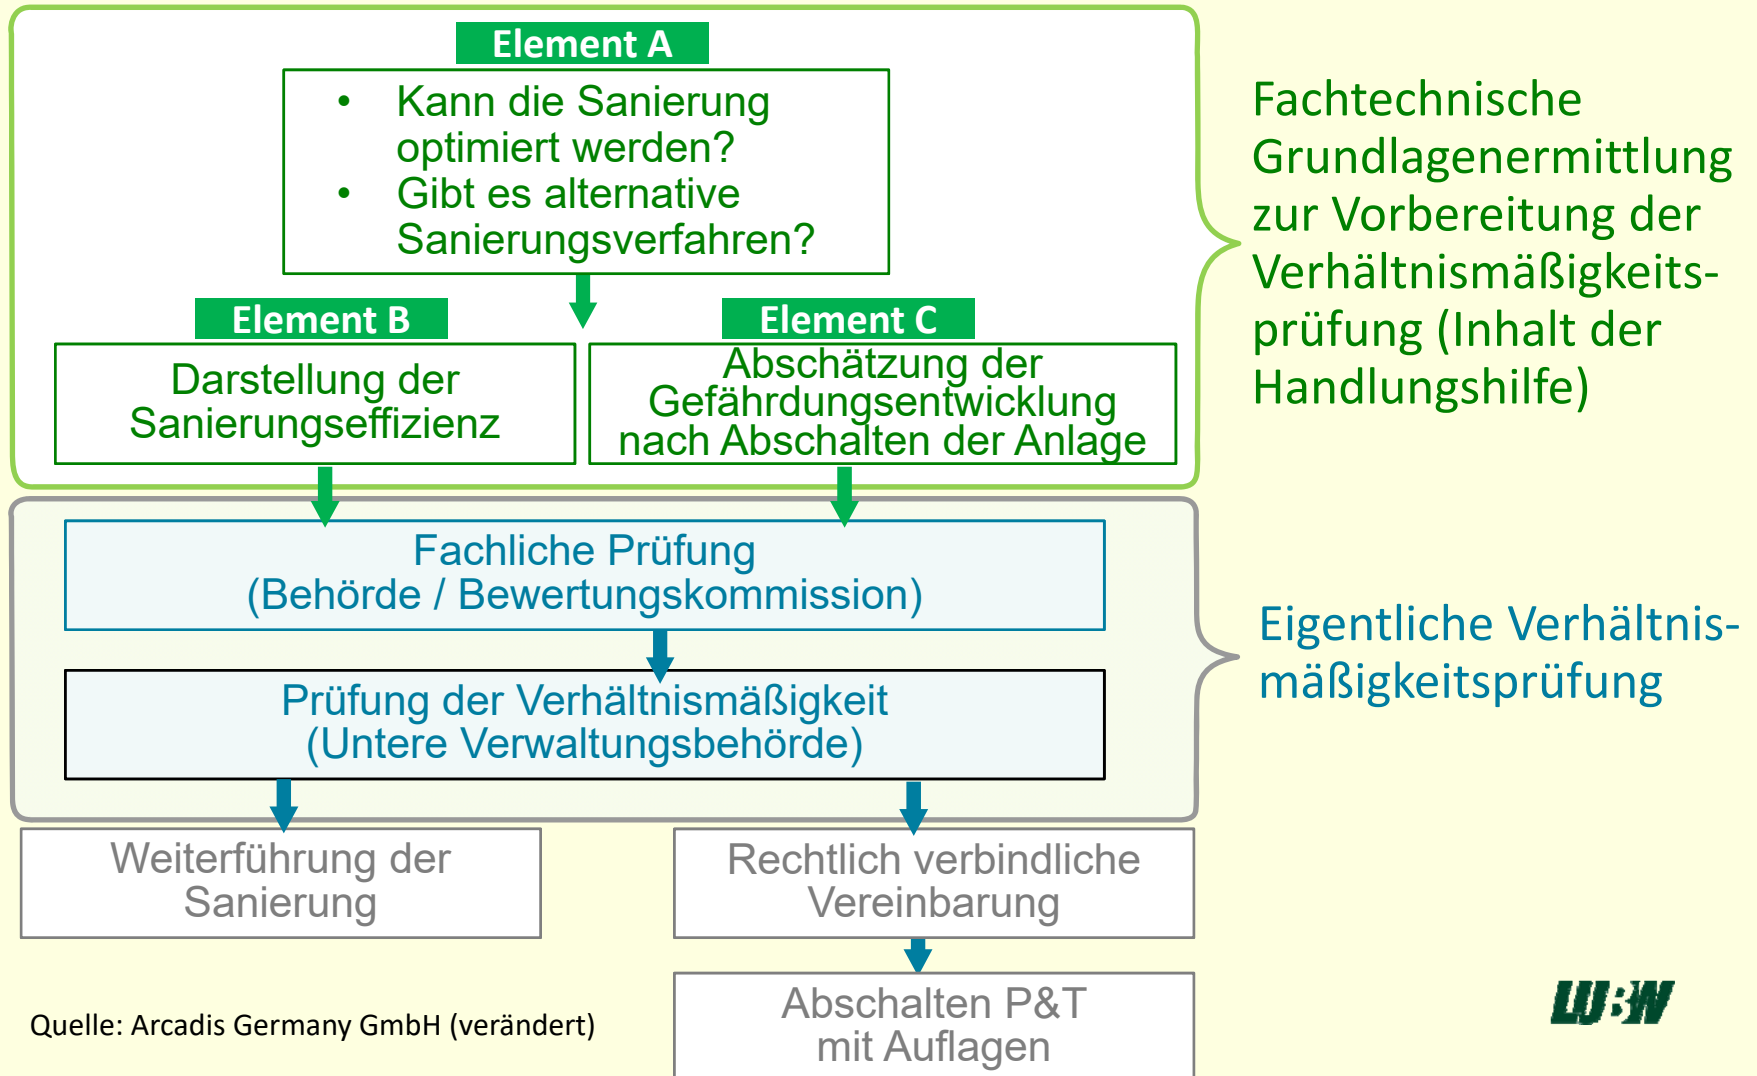 Element A
• Kann die Sanierung
optimiert werden?
• Gibt es alternative
Sanierungsverfahren?
Element B
Darstellung der
Sanierungseffizienz
Element C
Abschätzung der
Gefährdungsentwicklung
nach Abschalten der Anlage
Fachtechnische
Grundlagenermittlung
zur Vorbereitung der
Verhältnismäßigkeits-
prüfung (Inhalt der
Handlungshilfe)
Fachliche Prüfung
(Behörde / Bewertungskommission)
Prüfung der Verhältnismäßigkeit
(Untere Verwaltungsbehörde)
Eigentliche Verhältnis-
mäßigkeitsprüfung
Weiterführung der
Sanierung
Rechtlich verbindliche
Vereinbarung
Abschalten P&T
mit Auflagen
Quelle: Arcadis Germany GmbH (verändert)
LU:BW